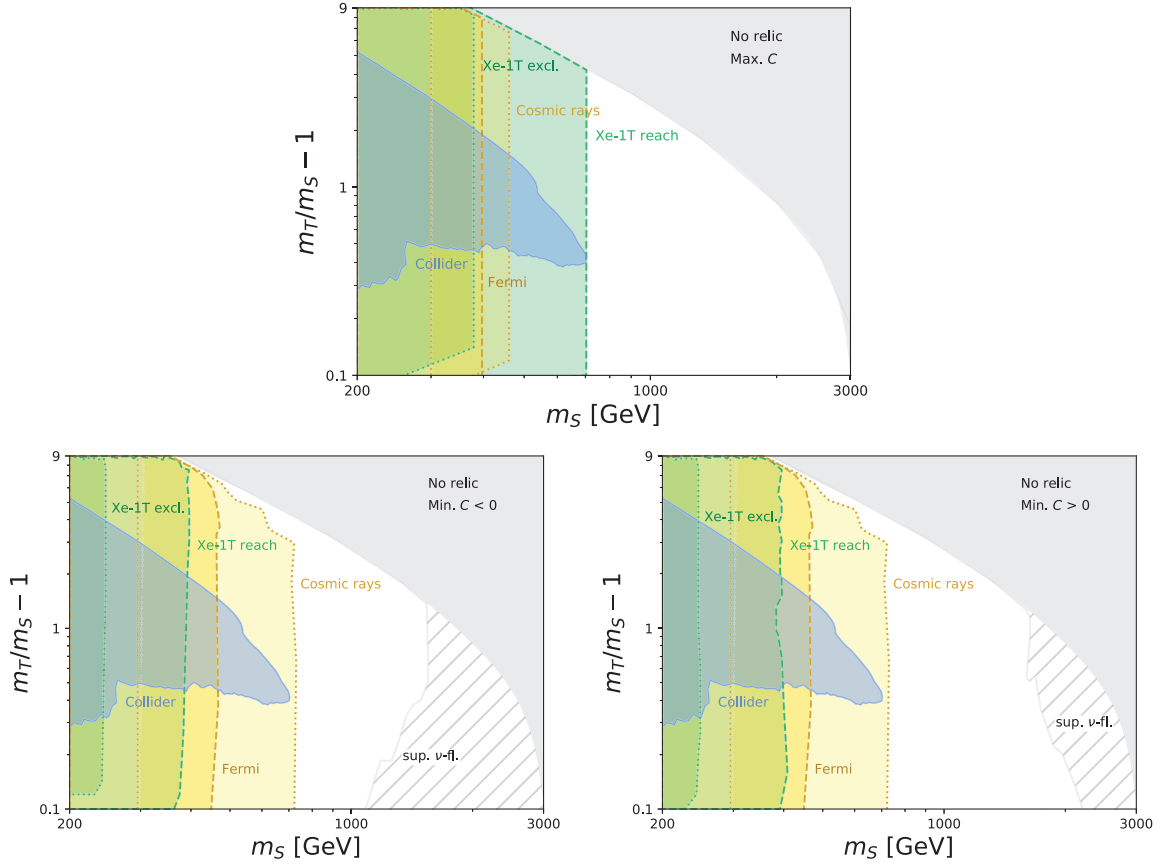 9
No relic
Max. C
Xe-1T excl.
Cosmic rays
Xe-1T reach
m_T/m_S − 1
1
Collider
Fermi
0.1
200
1000
3000
m_S [GeV]
9
No relic
Min. C < 0
Xe-1T excl.
Xe-1T reach
Cosmic rays
m_T/m_S − 1
1
Collider
sup. ν-fl.
Fermi
0.1
200
1000
3000
m_S [GeV]
9
No relic
Min. C > 0
Xe-1T excl.
Xe-1T reach
Cosmic rays
m_T/m_S − 1
1
Collider
sup. ν-fl.
Fermi
0.1
200
1000
3000
m_S [GeV]